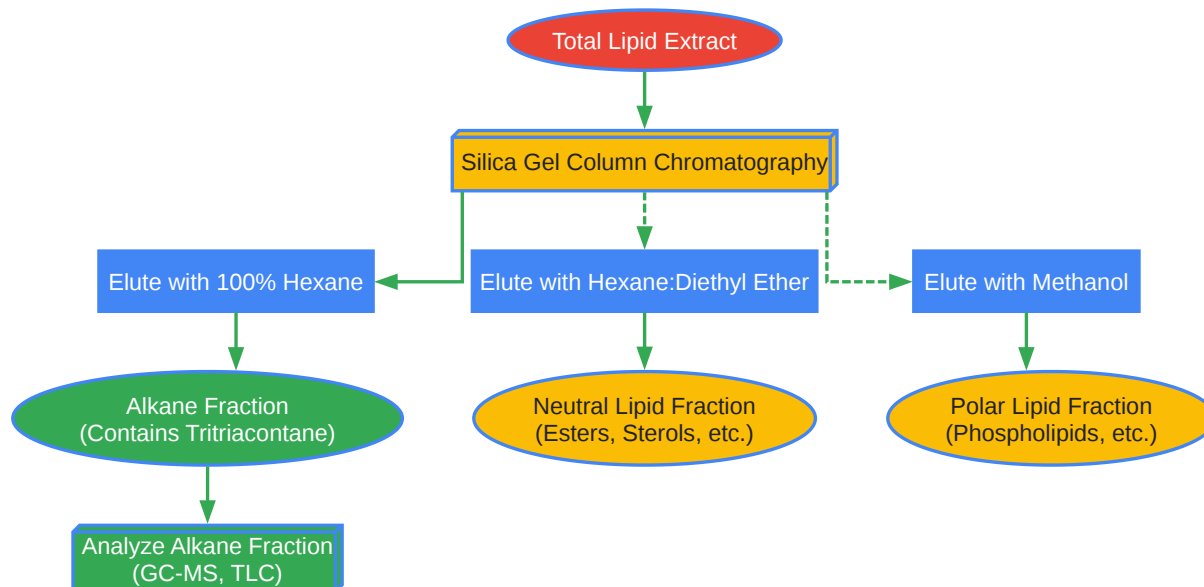 Total Lipid Extract
Silica Gel Column Chromatography
Elute with 100% Hexane
Elute with Hexane:Diethyl Ether
Elute with Methanol
Alkane Fraction
(Contains Tritriacontane)
Neutral Lipid Fraction
(Esters, Sterols, etc.)
Polar Lipid Fraction
(Phospholipids, etc.)
Analyze Alkane Fraction
(GC-MS, TLC)